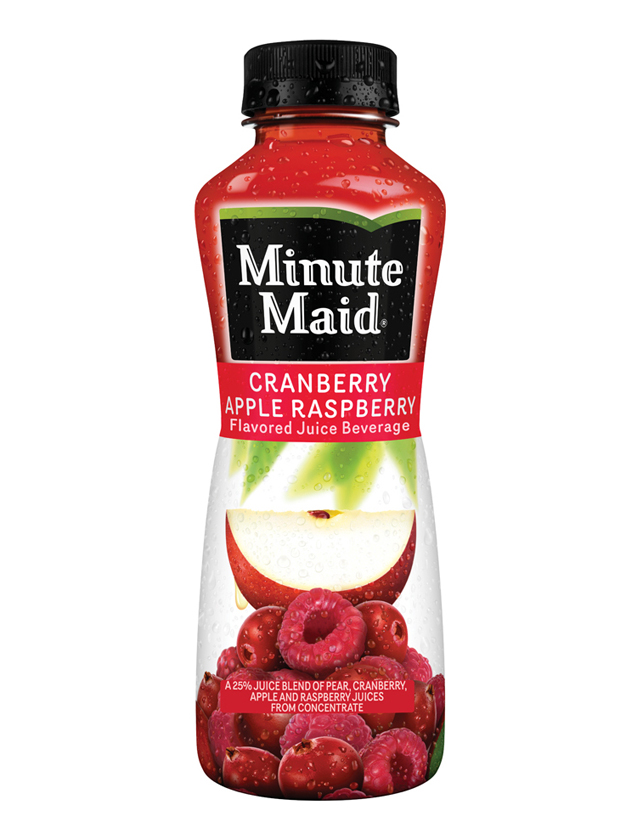 Minute
Maid®
CRANBERRY
APPLE RASPBERRY
Flavored Juice Beverage
A 25% JUICE BLEND OF PEAR, CRANBERRY,
APPLE AND RASPBERRY JUICES
FROM CONCENTRATE